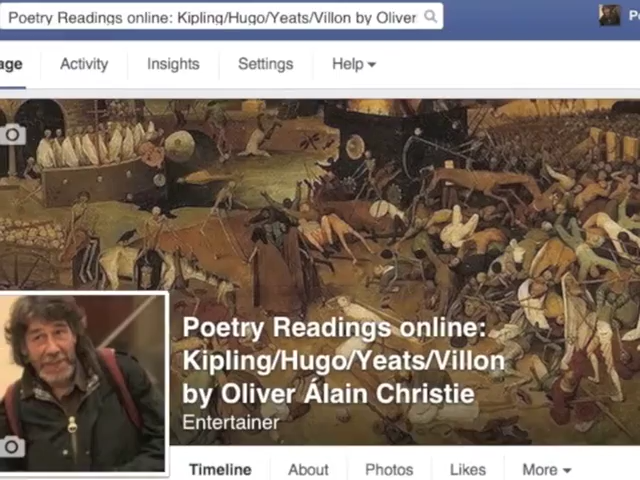 Poetry Readings online: Kipling/Hugo/Yeats/Villon by Oliver
age Activity Insights Settings Help
Poetry Readings online:
Kipling/Hugo/Yeats/Villon
by Oliver Álain Christie
Entertainer
Timeline About Photos Likes More